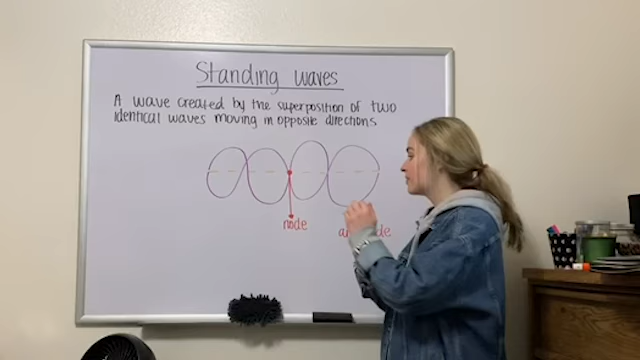 Standing waves
A wave created by the superposition of two
identical waves moving in opposite directions
node